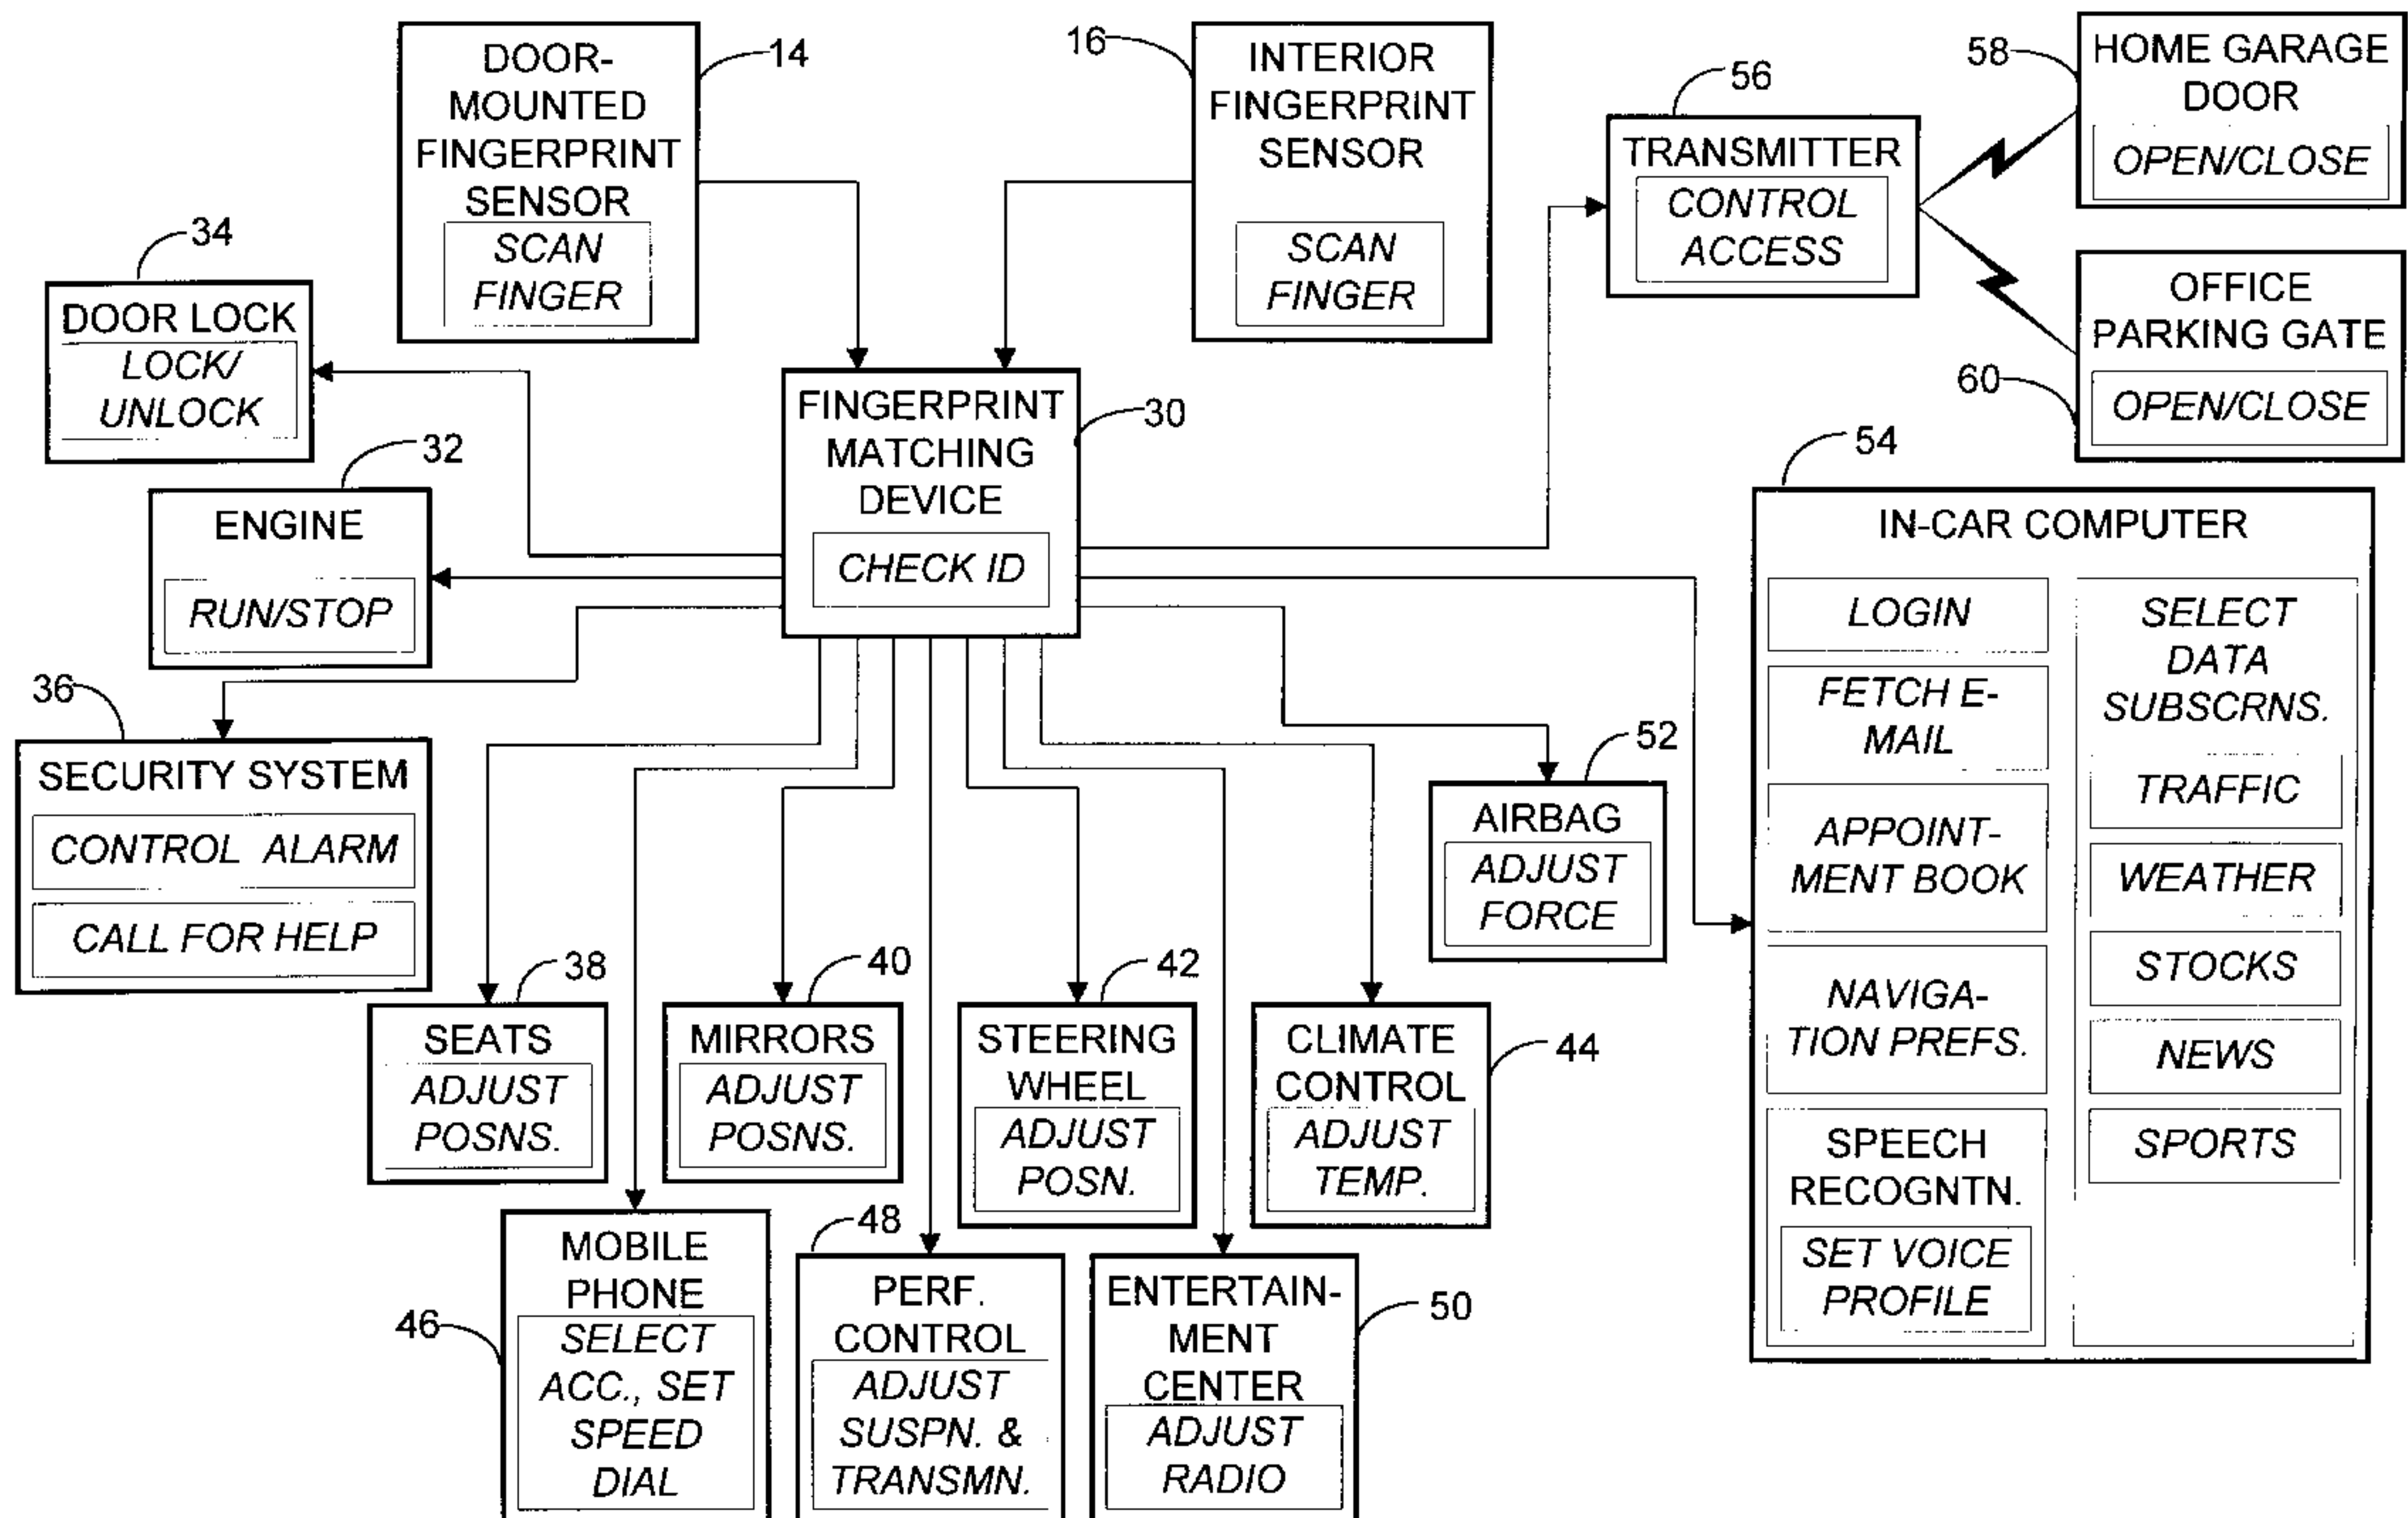 DOOR-
MOUNTED
FINGERPRINT
SENSOR
SCAN
FINGER
14
16
INTERIOR
FINGERPRINT
SENSOR
SCAN
FINGER
56
TRANSMITTER
CONTROL
ACCESS
58
HOME GARAGE
DOOR
OPEN/CLOSE
OFFICE
PARKING GATE
OPEN/CLOSE
60
34
DOOR LOCK
LOCK/
UNLOCK
32
ENGINE
RUN/STOP
FINGERPRINT
MATCHING
DEVICE
CHECK ID
30
36
SECURITY SYSTEM
CONTROL ALARM
CALL FOR HELP
54
IN-CAR COMPUTER
LOGIN
FETCH E-
MAIL
APPOINT-
MENT BOOK
NAVIGA-
TION PREFS.
SPEECH
RECOGNTN.
SET VOICE
PROFILE
SELECT
DATA
SUBSCRNS.
TRAFFIC
WEATHER
STOCKS
NEWS
SPORTS
52
AIRBAG
ADJUST
FORCE
38
SEATS
ADJUST
POSNS.
40
MIRRORS
ADJUST
POSNS.
42
STEERING
WHEEL
ADJUST
POSN.
CLIMATE
CONTROL
ADJUST
TEMP.
44
46
MOBILE
PHONE
SELECT
ACC., SET
SPEED
DIAL
48
PERF.
CONTROL
ADJUST
SUSPN. &
TRANSMN.
ENTERTAIN-
MENT
CENTER
ADJUST
RADIO
50